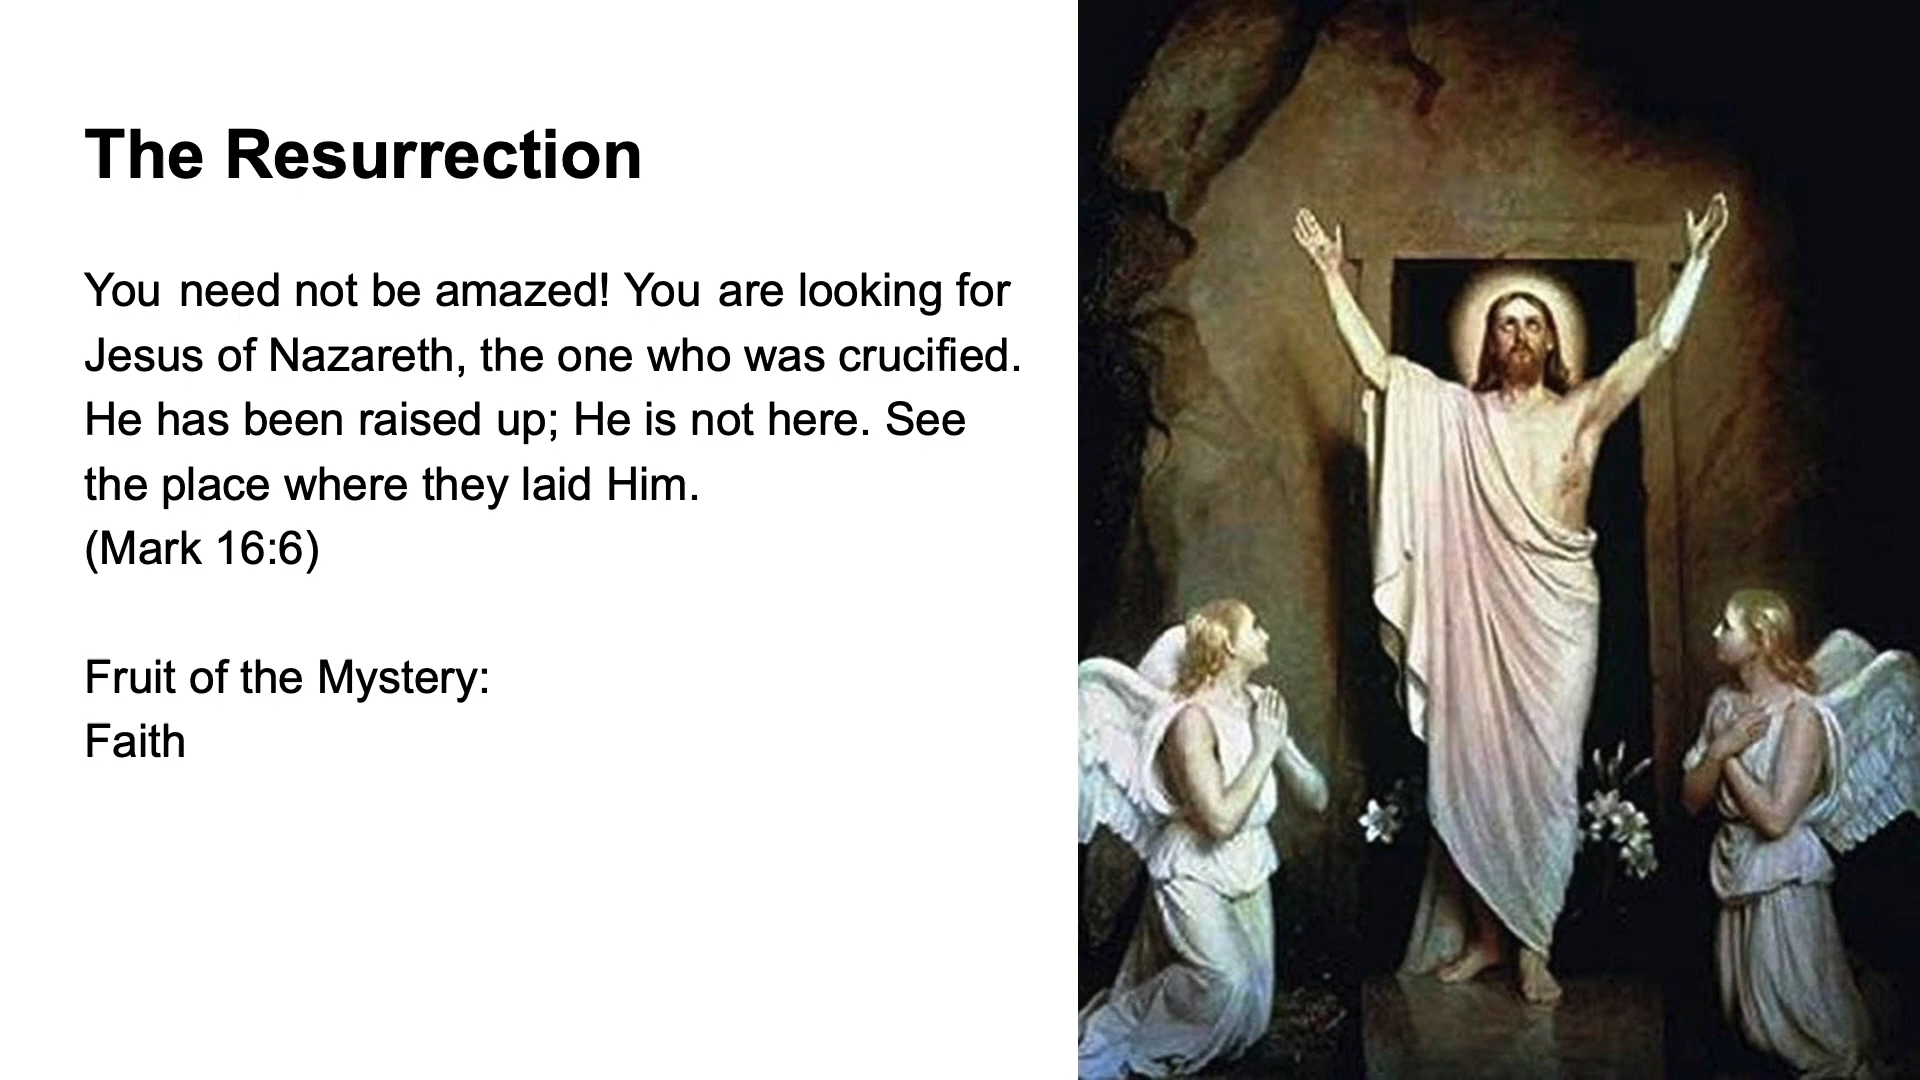 The Resurrection
You need not be amazed! You are looking for
Jesus of Nazareth, the one who was crucified.
He has been raised up; He is not here. See
the place where they laid Him.
(Mark 16:6)
Fruit of the Mystery:
Faith